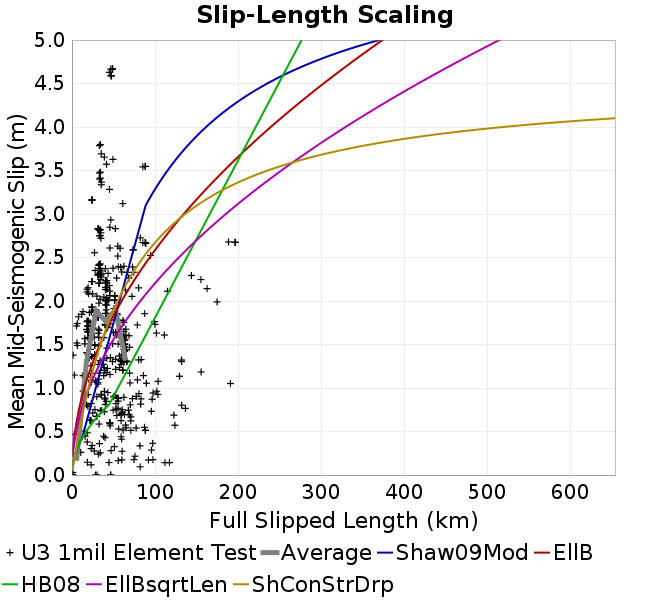 Slip-Length Scaling
Mean Mid-Seismogenic Slip (m)
5.0
4.5
4.0
3.5
3.0
2.5
2.0
1.5
1.0
0.5
0.0
0 100 200 300 400 500 600
Full Slipped Length (km)
U3 1mil Element Test Average Shaw09Mod EllB
HB08 EllBsqrtLen ShConStrDrp